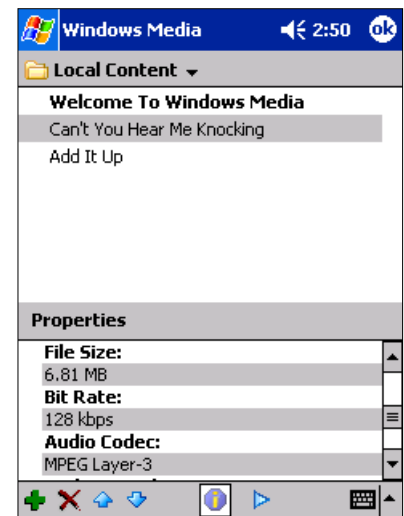 Windows Media 2:50 ok
Local Content
Welcome To Windows Media
Can't You Hear Me Knocking
Add It Up
Properties
File Size:
6.81 MB
Bit Rate:
128 kbps
Audio Codec:
MPEG Layer-3